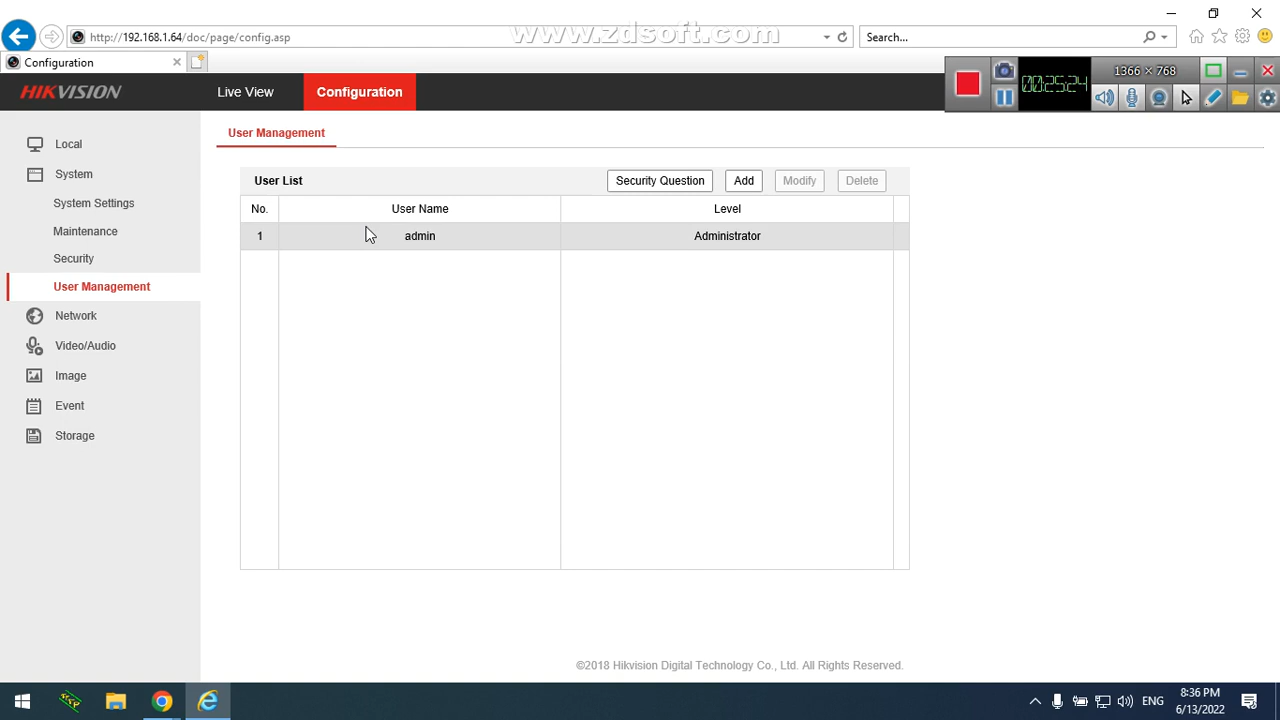 http://192.168.1.64/doc/page/config.asp
www.zdsoft.com
Search...
Configuration
1366 × 768
00:25:24
HIKVISION
Live View
Configuration
Local
System
System Settings
Maintenance
Security
User Management
Network
Video/Audio
Image
Event
Storage
User Management
User List
Security Question
Add
Modify
Delete
No.
User Name
Level
1
admin
Administrator
©2018 Hikvision Digital Technology Co., Ltd. All Rights Reserved.
ENG
8:36 PM
6/13/2022